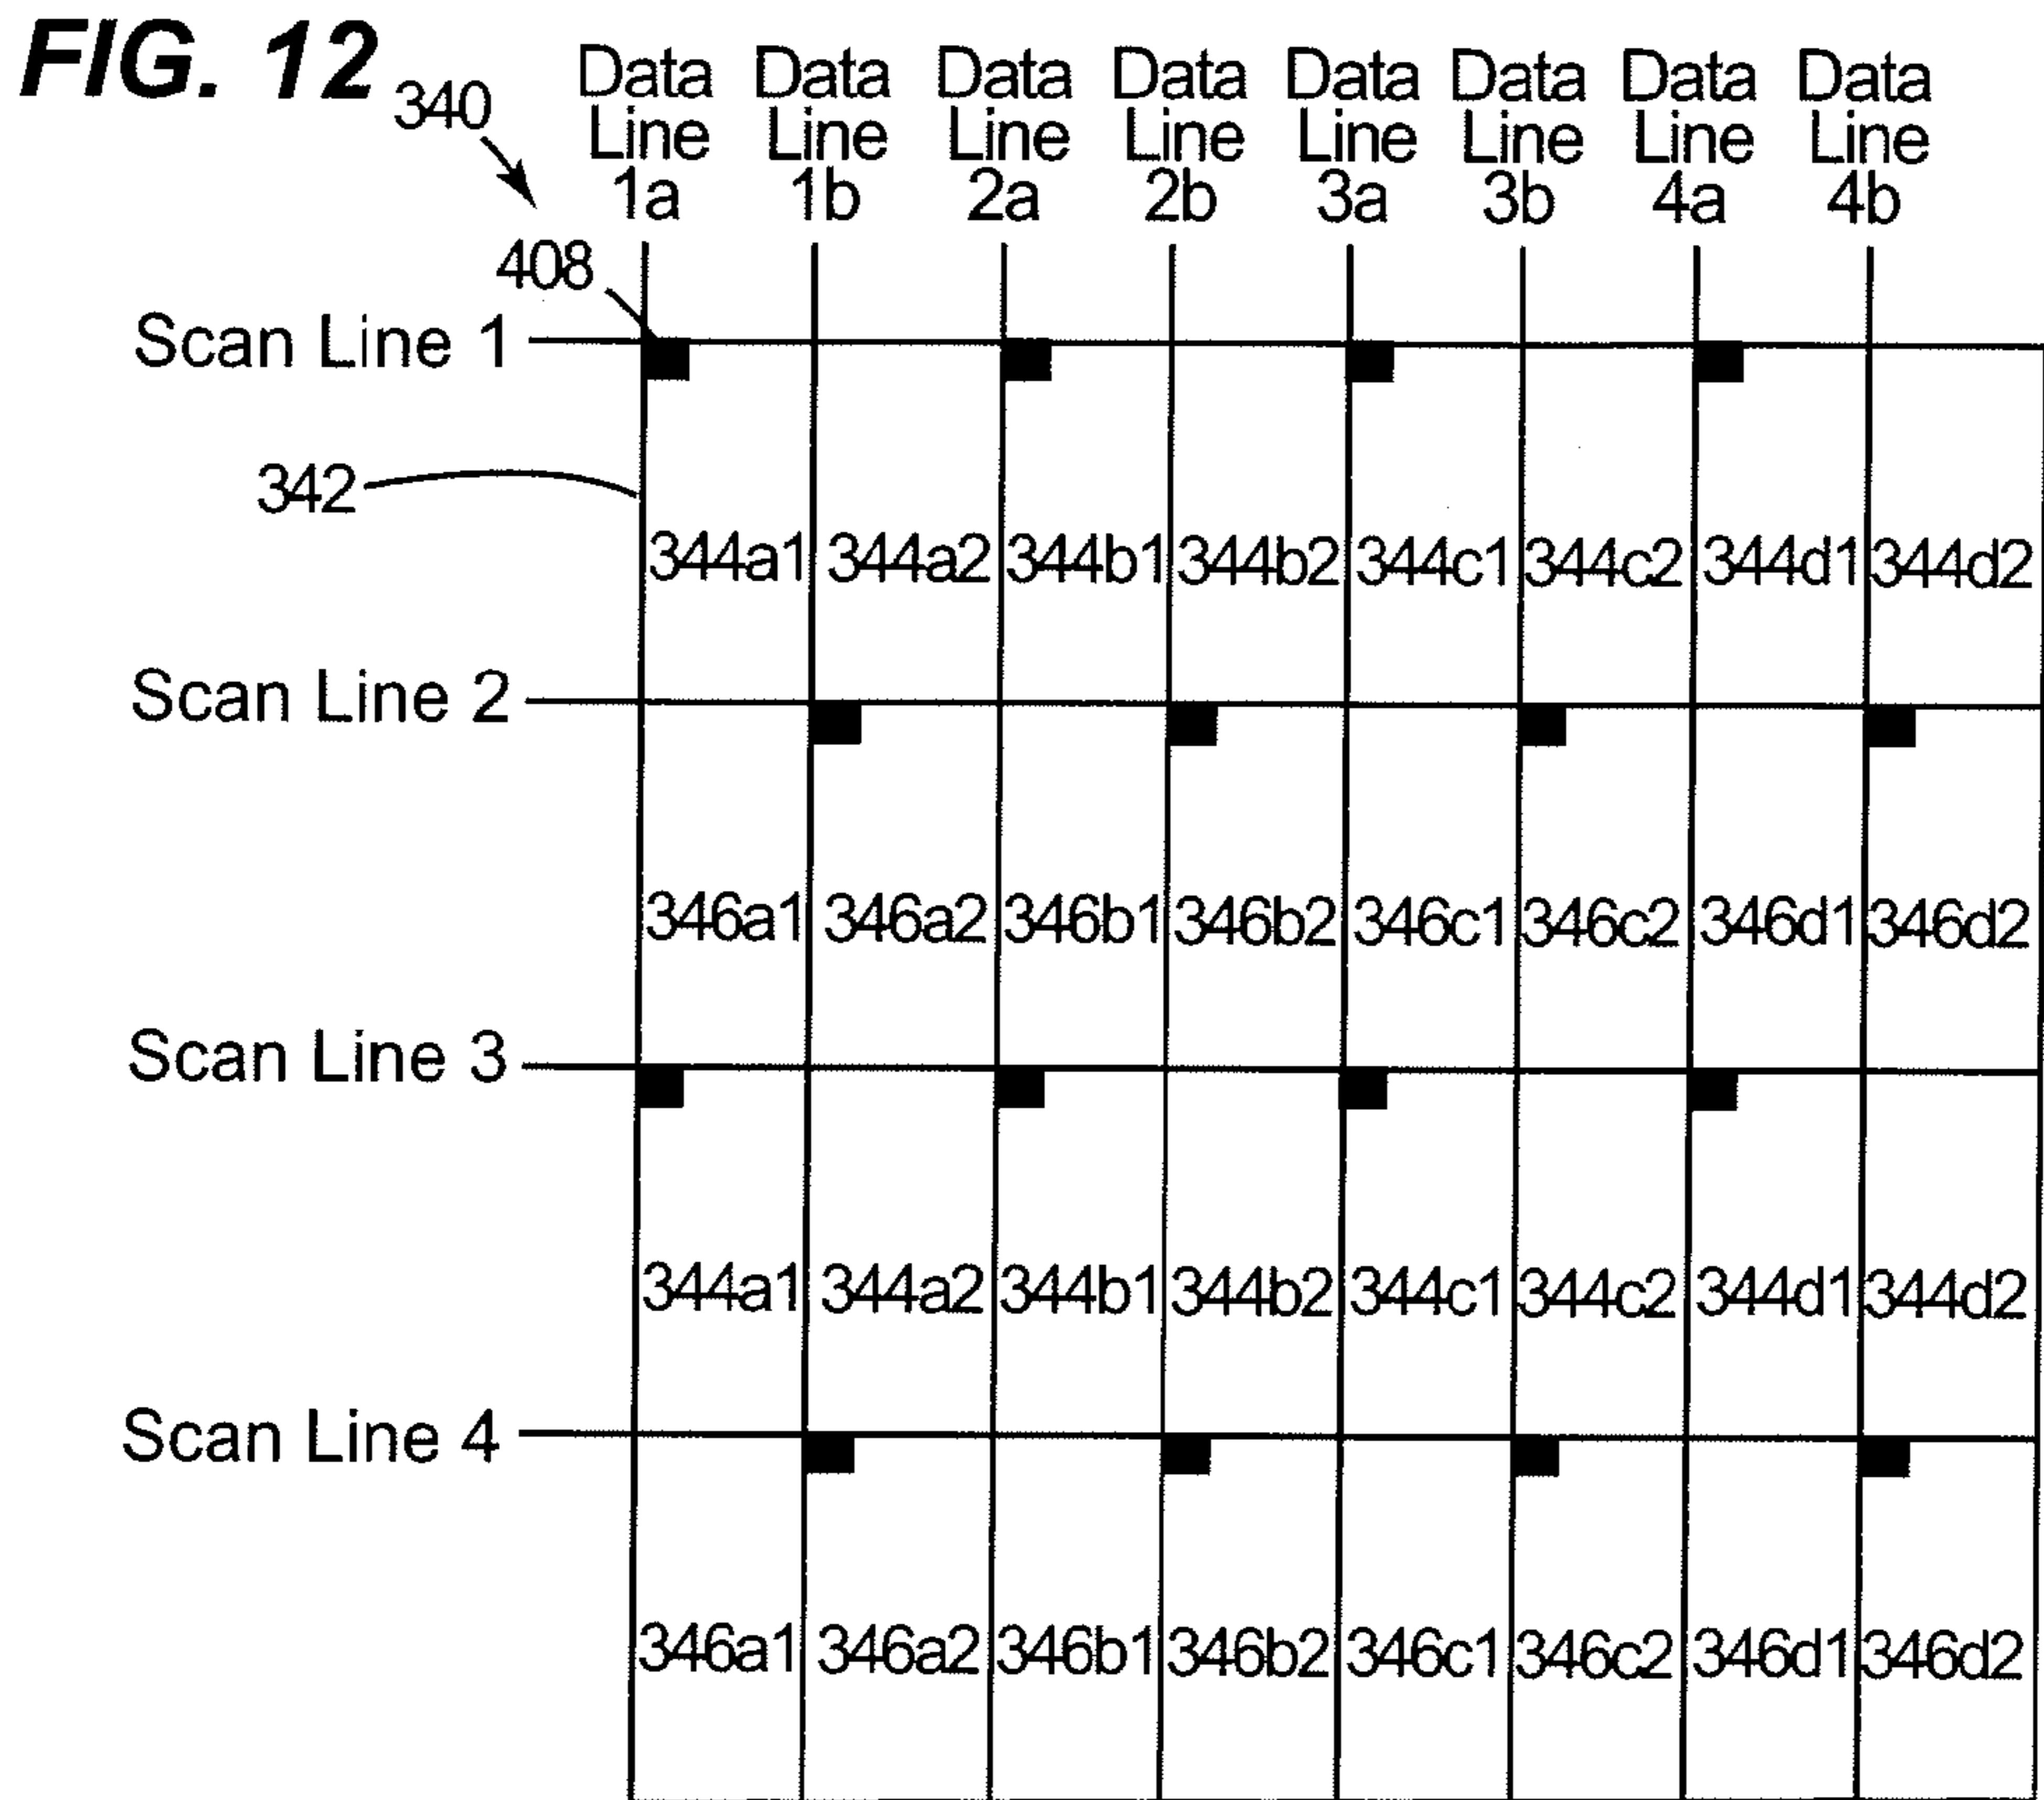 FIG. 12
340
Data Line 1a Data Line 1b Data Line 2a Data Line 2b Data Line 3a Data Line 3b Data Line 4a Data Line 4b
408
Scan Line 1
342
344a1 344a2 344b1 344b2 344c1 344c2 344d1 344d2
Scan Line 2
346a1 346a2 346b1 346b2 346c1 346c2 346d1 346d2
Scan Line 3
344a1 344a2 344b1 344b2 344c1 344c2 344d1 344d2
Scan Line 4
346a1 346a2 346b1 346b2 346c1 346c2 346d1 346d2